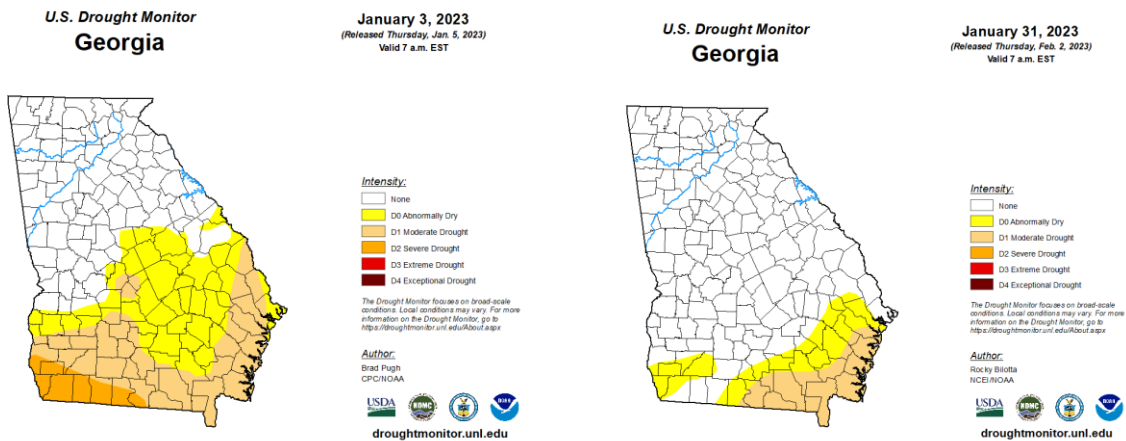 U.S. Drought Monitor
Georgia
January 3, 2023
(Released Thursday, Jan. 5, 2023)
Valid 7 a.m. EST
Intensity:
None
D0 Abnormally Dry
D1 Moderate Drought
D2 Severe Drought
D3 Extreme Drought
D4 Exceptional Drought
The Drought Monitor focuses on broad-scale
conditions. Local conditions may vary. For more
information on the Drought Monitor, go to
https://droughtmonitor.unl.edu/About.aspx
Author:
Brad Pugh
CPC/NOAA
USDA
NDMC
NOAA
droughtmonitor.unl.edu
U.S. Drought Monitor
Georgia
January 31, 2023
(Released Thursday, Feb. 2, 2023)
Valid 7 a.m. EST
Intensity:
None
D0 Abnormally Dry
D1 Moderate Drought
D2 Severe Drought
D3 Extreme Drought
D4 Exceptional Drought
The Drought Monitor focuses on broad-scale
conditions. Local conditions may vary. For more
information on the Drought Monitor, go to
https://droughtmonitor.unl.edu/About.aspx
Author:
Rocky Bilotta
NCEI/NOAA
USDA
NDMC
NOAA
droughtmonitor.unl.edu